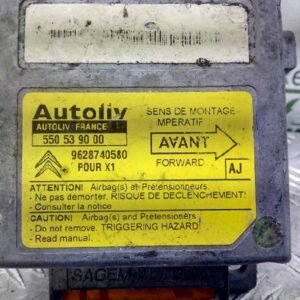 Autoliv
AUTOLIV FRANCE
550 53 90 00
9628740580
POUR X1
SENS DE MONTAGE
IMPERATIF
AVANT
FORWARD
AJ
ATTENTION! Airbag(s) et Prétensionneurs.
- Ne pas démonter. RISQUE DE DECLENCHEMENT!
- Consulter la notice
CAUTION! Airbag(s) and Pretensioners
- Do not remove. TRIGGERING HAZARD!
- Read manual.
SAGEM